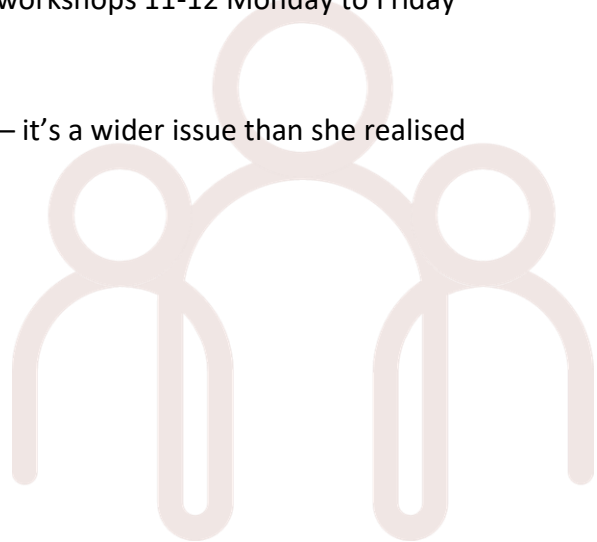 workshops 11-12 Monday to Friday
– it’s a wider issue than she realised